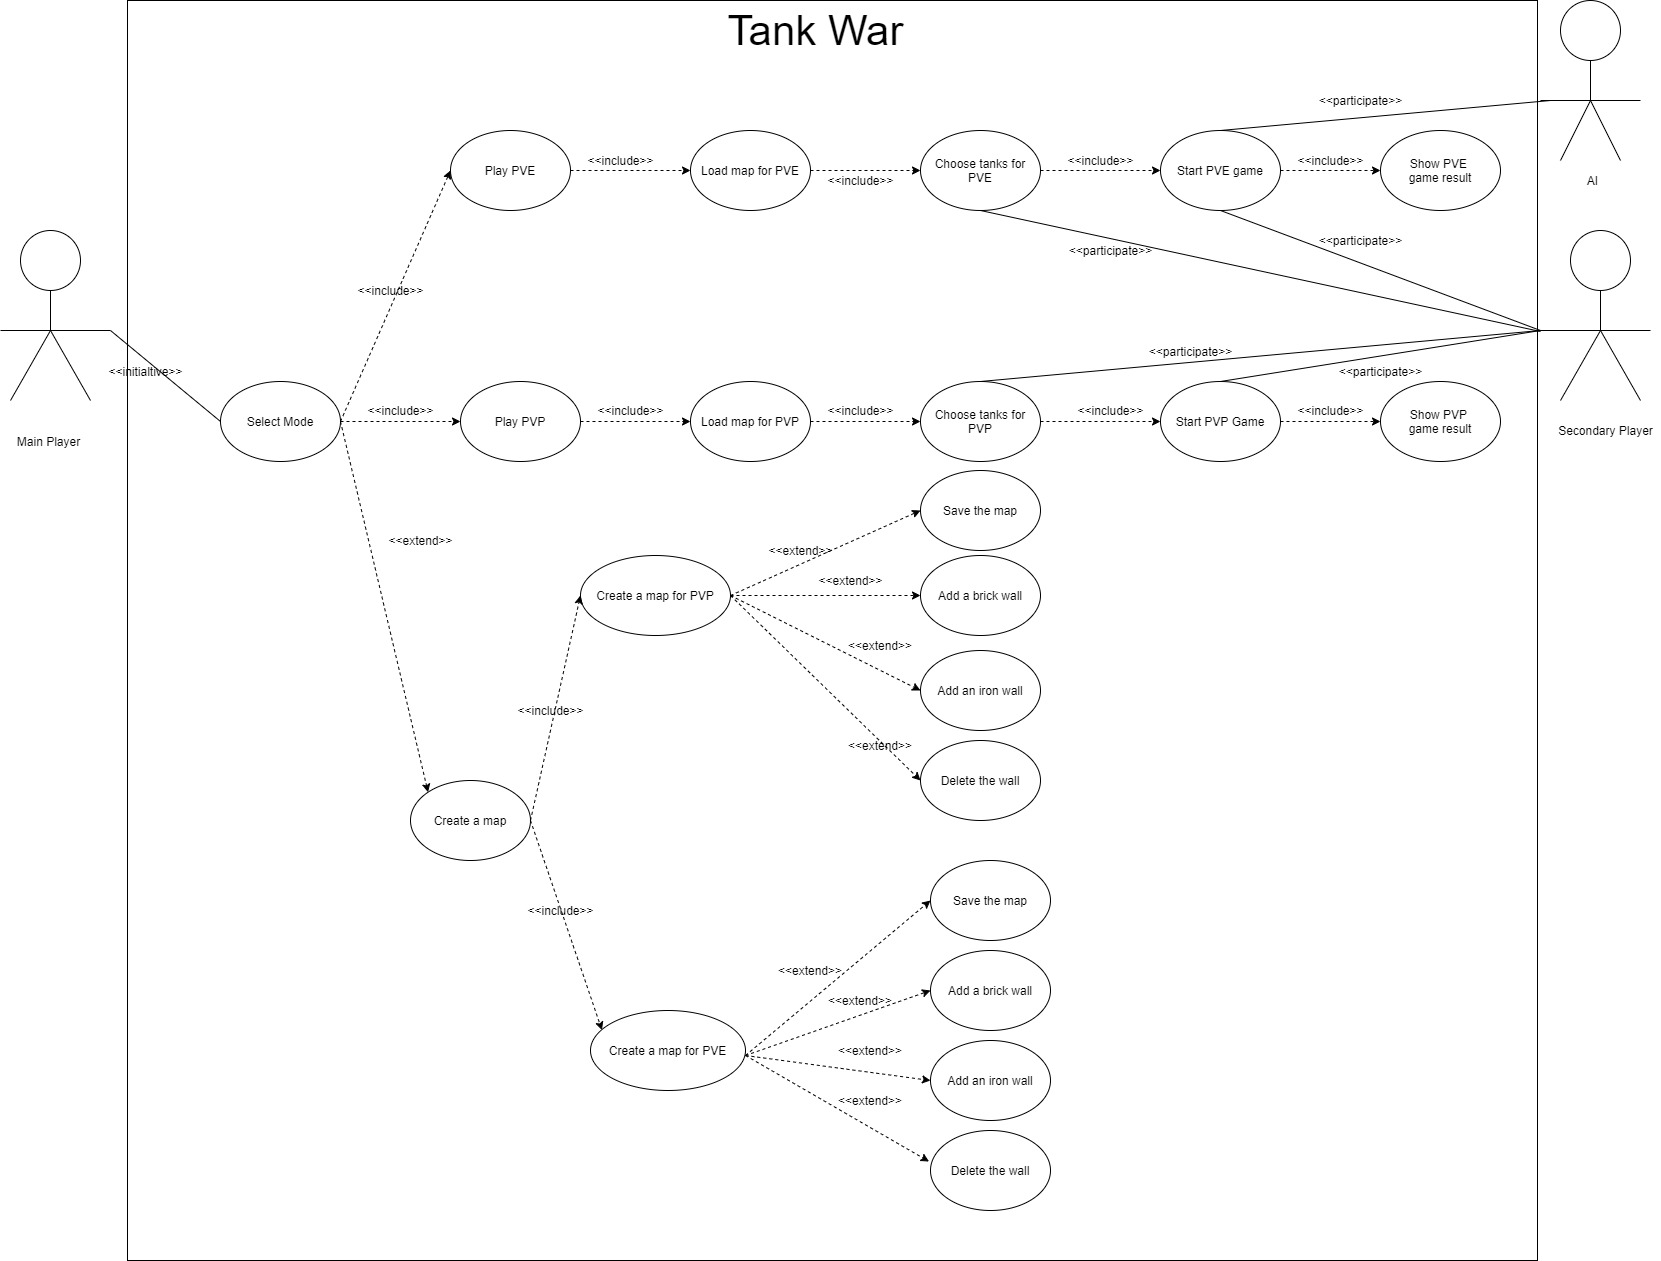 Tank War
<<participate>>
Play PVE
<<include>>
Load map for PVE
<<include>>
Choose tanks for
PVE
<<include>>
Start PVE game
<<include>>
Show PVE
game result
AI
<<participate>>
<<participate>>
<<include>>
<<participate>>
<<initialtive>>
<<participate>>
Main Player
Select Mode
<<include>>
Play PVP
<<include>>
Load map for PVP
<<include>>
Choose tanks for
PVP
<<include>>
Start PVP Game
<<include>>
Show PVP
game result
Secondary Player
<<extend>>
Save the map
<<extend>>
<<extend>>
Create a map for PVP
Add a brick wall
<<extend>>
Add an iron wall
<<include>>
<<extend>>
Delete the wall
Create a map
<<include>>
Save the map
<<extend>>
<<extend>>
Add a brick wall
Create a map for PVE
<<extend>>
Add an iron wall
<<extend>>
Delete the wall